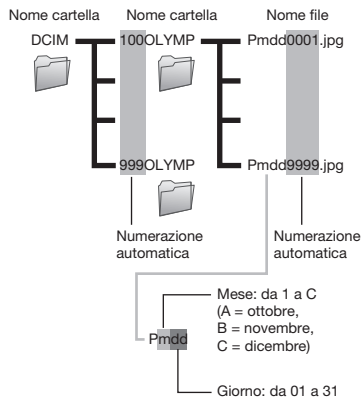 Nome cartella Nome cartella Nome file
DCIM 100OLYMP Pmdd0001.jpg
999OLYMP Pmdd9999.jpg
Numerazione
automatica
Numerazione
automatica
Mese: da 1 a C
(A = ottobre,
B = novembre,
C = dicembre)
Pmdd
Giorno: da 01 a 31